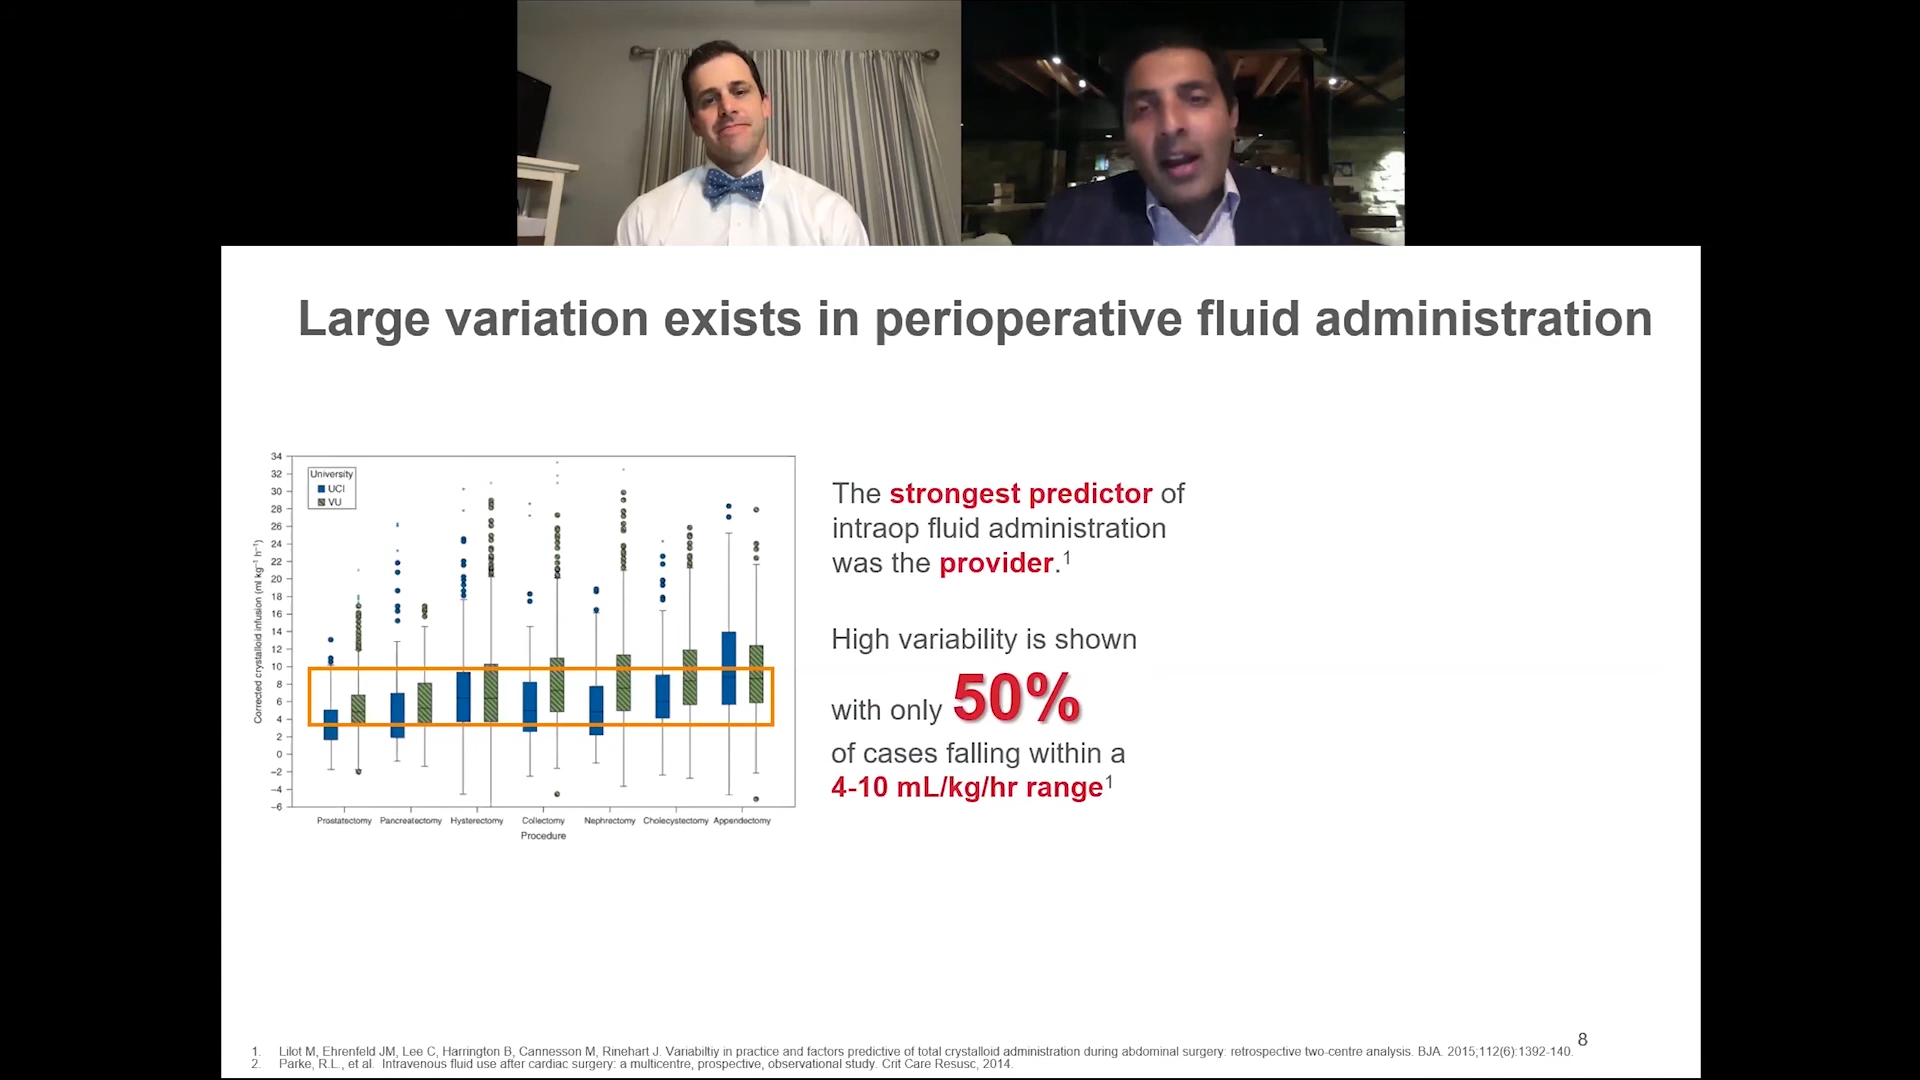 Large variation exists in perioperative fluid administration
34
32
30
28
26
24
22
20
18
16
14
12
10
8
6
4
2
0
−2
−4
−6
Corrected crystalloid infusion (ml kg−1 h−1)
University
UCI
VU
Prostatectomy Pancreatectomy Hysterectomy Collectomy Nephrectomy Cholecystectomy Appendectomy
Procedure
The strongest predictor of
intraop fluid administration
was the provider.1
High variability is shown
with only 50%
of cases falling within a
4-10 mL/kg/hr range1
8
1. Lilot M, Ehrenfeld JM, Lee C, Harrington B, Cannesson M, Rinehart J. Variabiltiy in practice and factors predictive of total crystalloid administration during abdominal surgery: retrospective two-centre analysis. BJA. 2015;112(6):1392-140.
2. Parke, R.L., et al. Intravenous fluid use after cardiac surgery: a multicentre, prospective, observational study. Crit Care Resusc, 2014.